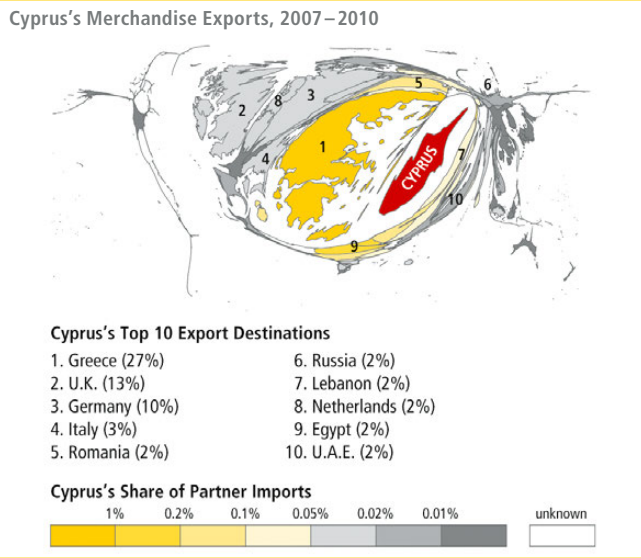 Cyprus's Merchandise Exports, 2007–2010
5
6
2
8
3
1
4
CYPRUS
7
10
9
Cyprus's Top 10 Export Destinations
1. Greece (27%)
2. U.K. (13%)
3. Germany (10%)
4. Italy (3%)
5. Romania (2%)
6. Russia (2%)
7. Lebanon (2%)
8. Netherlands (2%)
9. Egypt (2%)
10. U.A.E. (2%)
Cyprus's Share of Partner Imports
1% 0.2% 0.1% 0.05% 0.02% 0.01% unknown